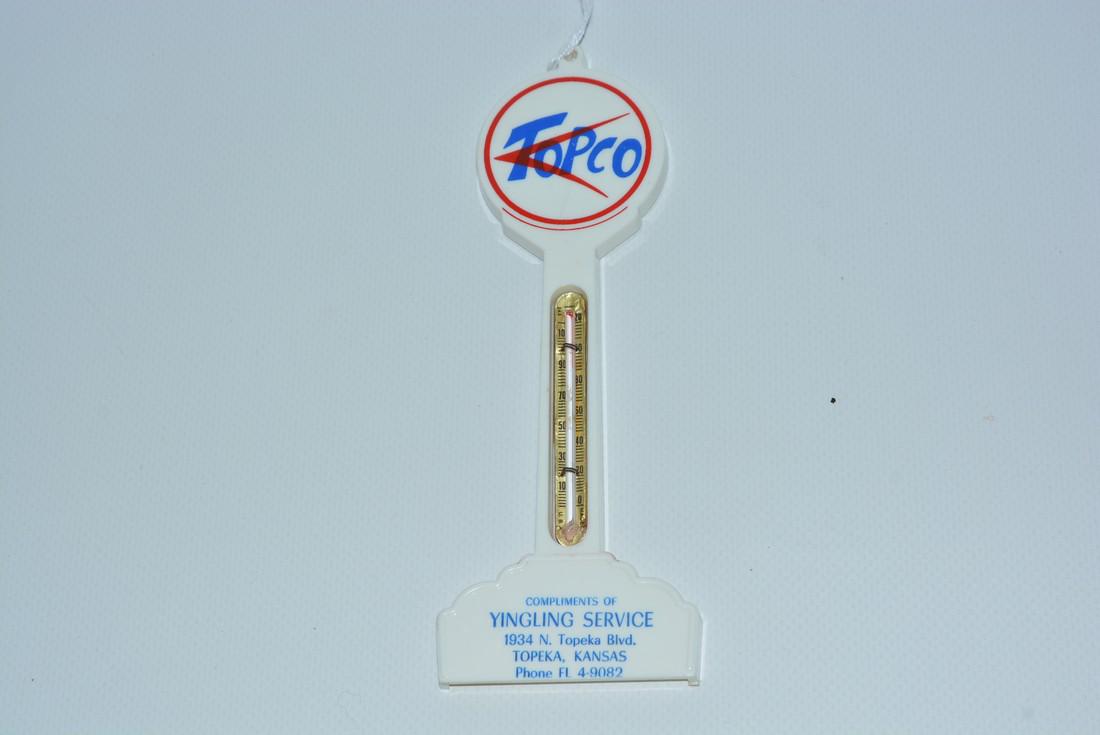 TOPCO
COMPLIMENTS OF
YINGLING SERVICE
1934 N. Topeka Blvd.
TOPEKA, KANSAS
Phone FL 4-9082